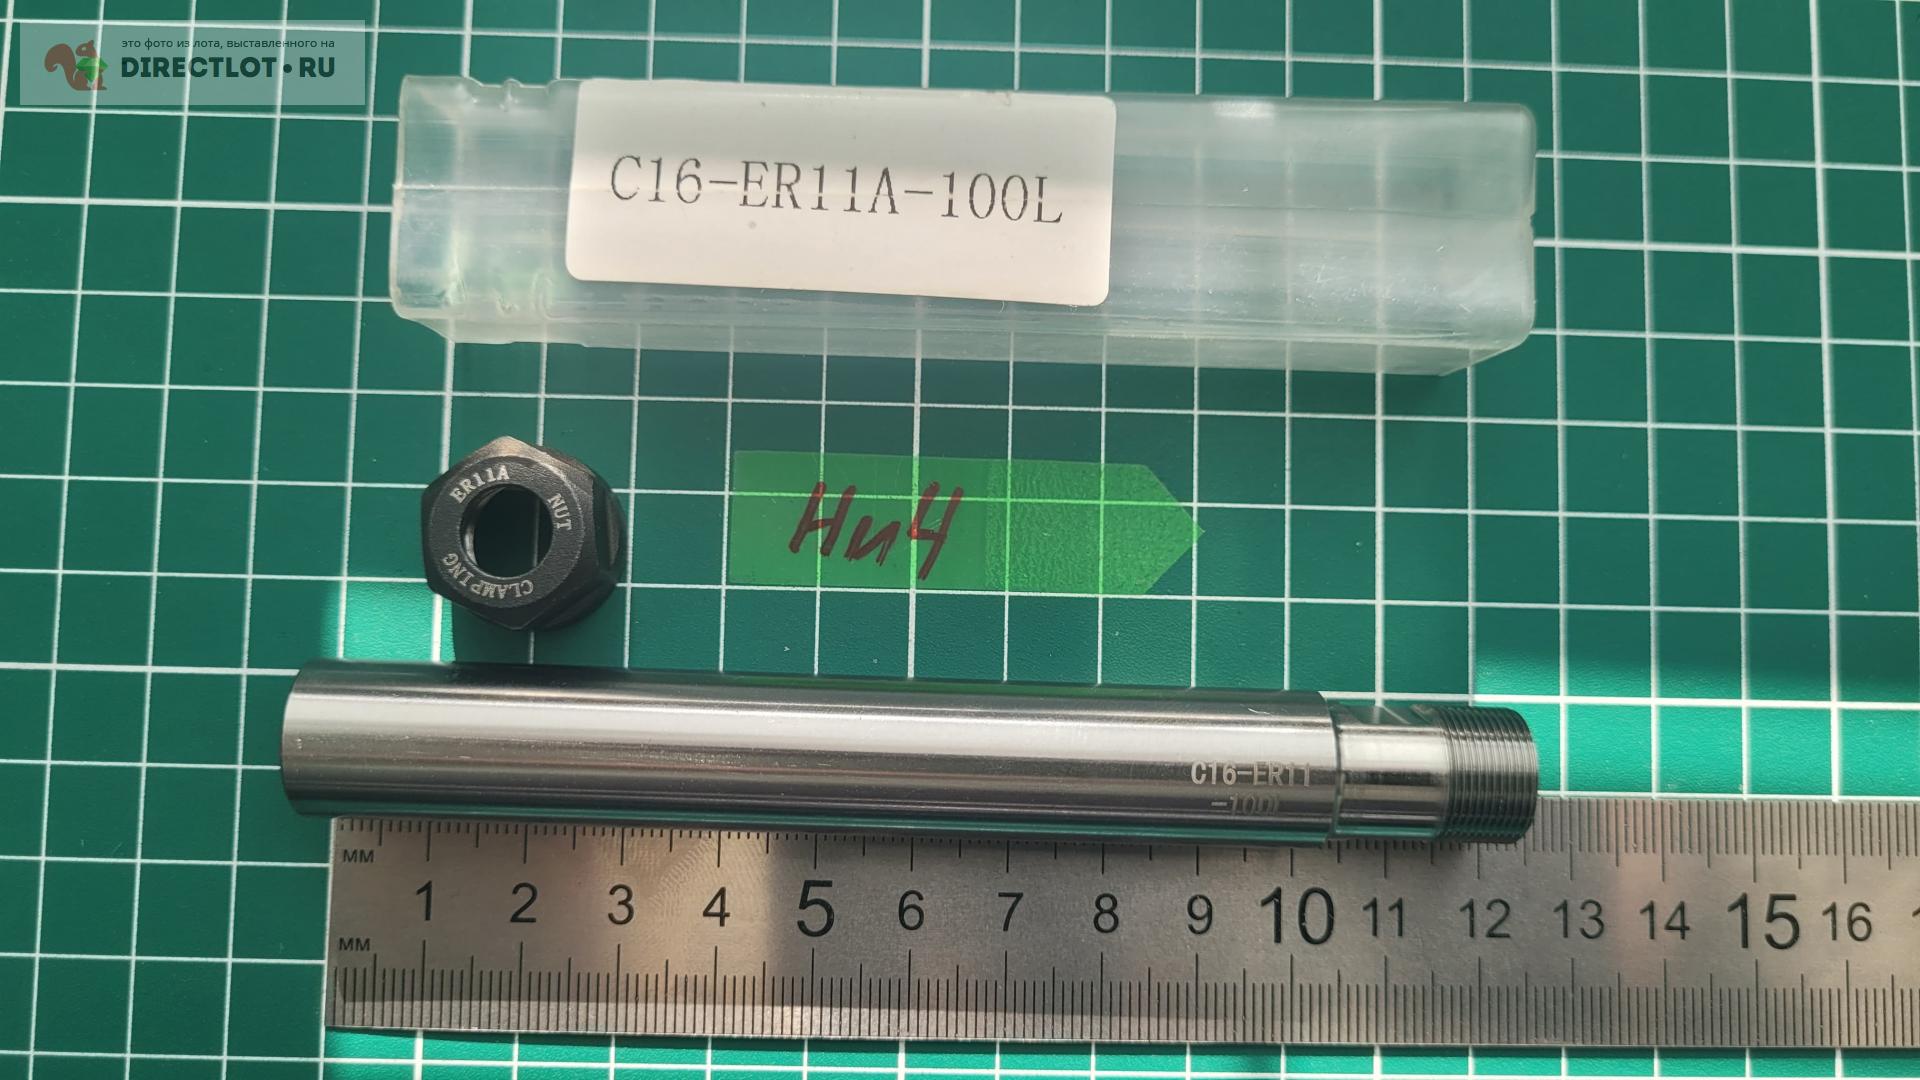 это фото из лота, выставленного на
DIRECTLOT•RU
C16-ER11A-100L
ER11A
NUT
CLAMPING
Ни4
C16-ER11
-100L
мм
1 2 3 4 5 6 7 8 9 10 11 12 13 14 15 16
мм